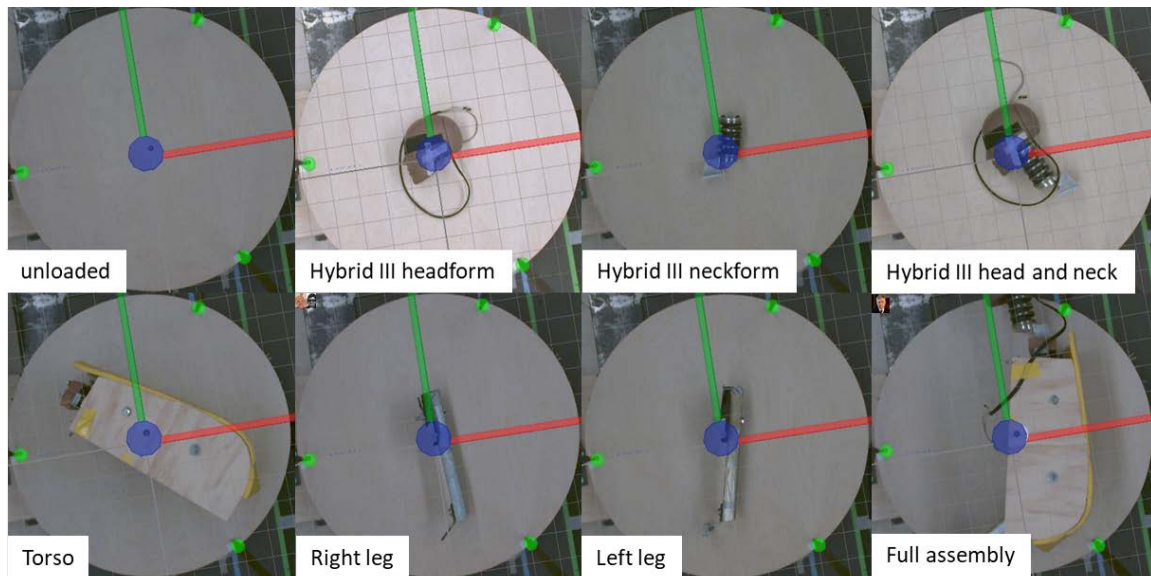 unloaded
Hybrid III headform
Hybrid III neckform
Hybrid III head and neck
Torso
Right leg
Left leg
Full assembly